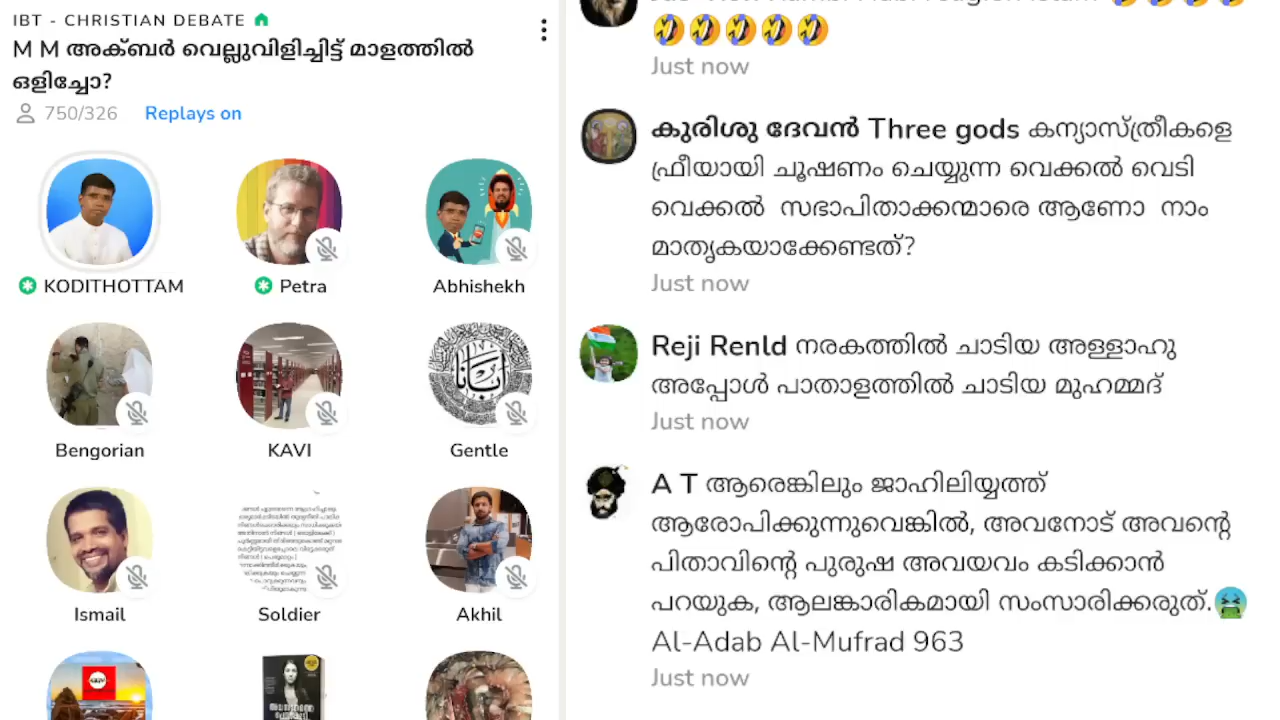 IBT - CHRISTIAN DEBATE
M M അക്ബർ വെല്ലുവിളിച്ചിട്ട് മാളത്തിൽ
ഒളിച്ചോ?
750/326 Replays on
KODITHOTTAM Petra Abhishekh
Bengorian KAVI Gentle
Ismail Soldier Akhil
🤣🤣🤣🤣🤣
Just now
കുരിശു ദേവൻ Three gods കന്യാസ്ത്രീകളെ
ഫ്രീയായി ചൂഷണം ചെയ്യുന്ന വെക്കൽ വെടി
വെക്കൽ സഭാപിതാക്കന്മാരെ ആണോ നാം
മാതൃകയാക്കേണ്ടത്?
Just now
Reji Renld നരകത്തിൽ ചാടിയ അള്ളാഹു
അപ്പോൾ പാതാളത്തിൽ ചാടിയ മുഹമ്മദ്
Just now
A T ആരെങ്കിലും ജാഹിലിയ്യത്ത്
ആരോപിക്കുന്നുവെങ്കിൽ, അവനോട് അവന്റെ
പിതാവിന്റെ പുരുഷ അവയവം കടിക്കാൻ
പറയുക, ആലങ്കാരികമായി സംസാരിക്കരുത്.🤮
Al-Adab Al-Mufrad 963
Just now